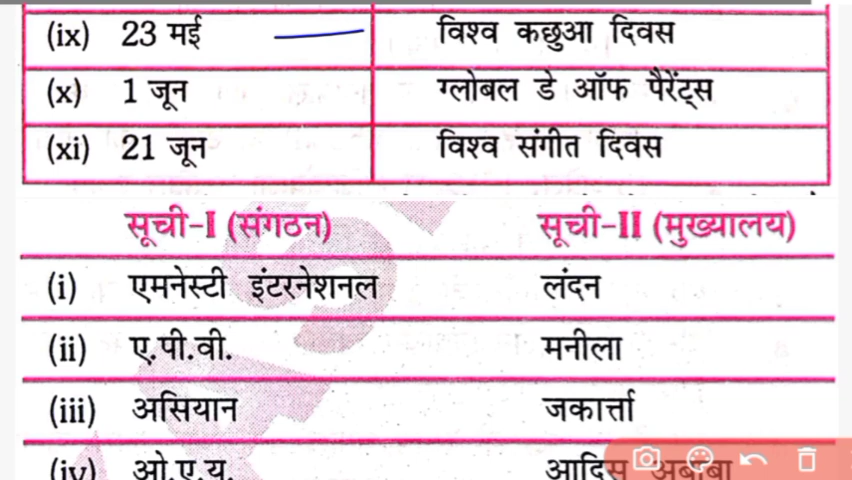 (ix) 23 मई विश्व कछुआ दिवस
(x) 1 जून ग्लोबल डे ऑफ पैरेंट्स
(xi) 21 जून विश्व संगीत दिवस
सूची-I (संगठन) सूची-II (मुख्यालय)
(i) एमनेस्टी इंटरनेशनल लंदन
(ii) ए.पी.वी. मनीला
(iii) असियान जकार्त्ता
(iv) ओ.ए.यू. आदिस अबाबा